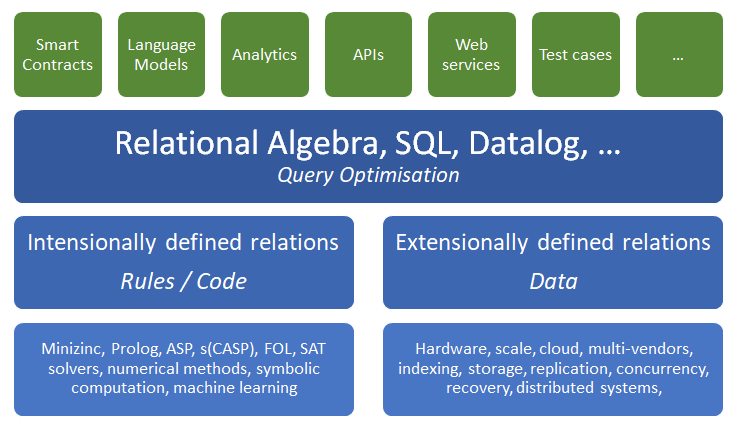 Smart
Contracts
Language
Models
Analytics
APIs
Web
services
Test cases
...
Relational Algebra, SQL, Datalog, ...
Query Optimisation
Intensionally defined relations
Rules / Code
Extensionally defined relations
Data
Minizinc, Prolog, ASP, s(CASP), FOL, SAT
solvers, numerical methods, symbolic
computation, machine learning
Hardware, scale, cloud, multi-vendors,
indexing, storage, replication, concurrency,
recovery, distributed systems,